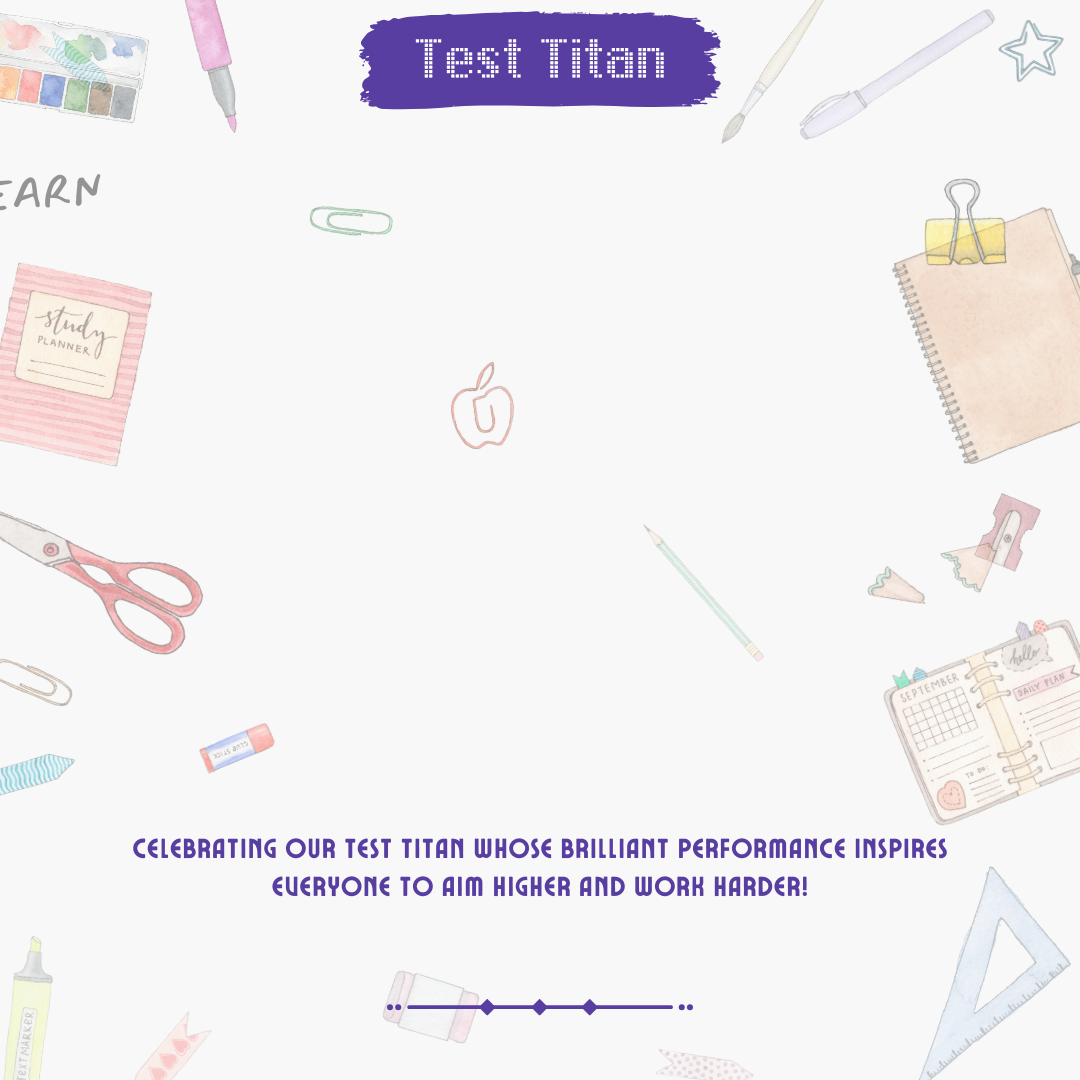 Test Titan
EARN
study
PLANNER
hello
SEPTEMBER
DAILY PLAN
TO DO:
GLUE STICK
CELEBRATING OUR TEST TITAN WHOSE BRILLIANT PERFORMANCE INSPIRES
EVERYONE TO AIM HIGHER AND WORK HARDER!
TEXT MARKER